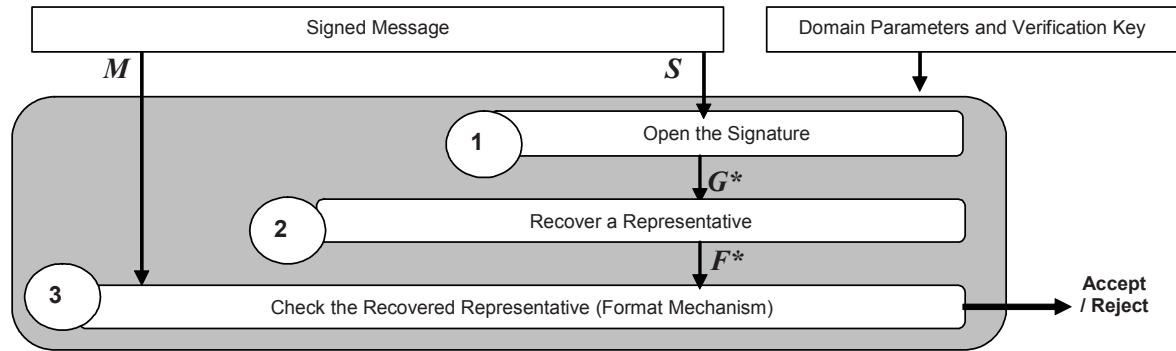 Signed Message
Domain Parameters and Verification Key
M
S
1
Open the Signature
G*
2
Recover a Representative
F*
3
Check the Recovered Representative (Format Mechanism)
Accept
/ Reject